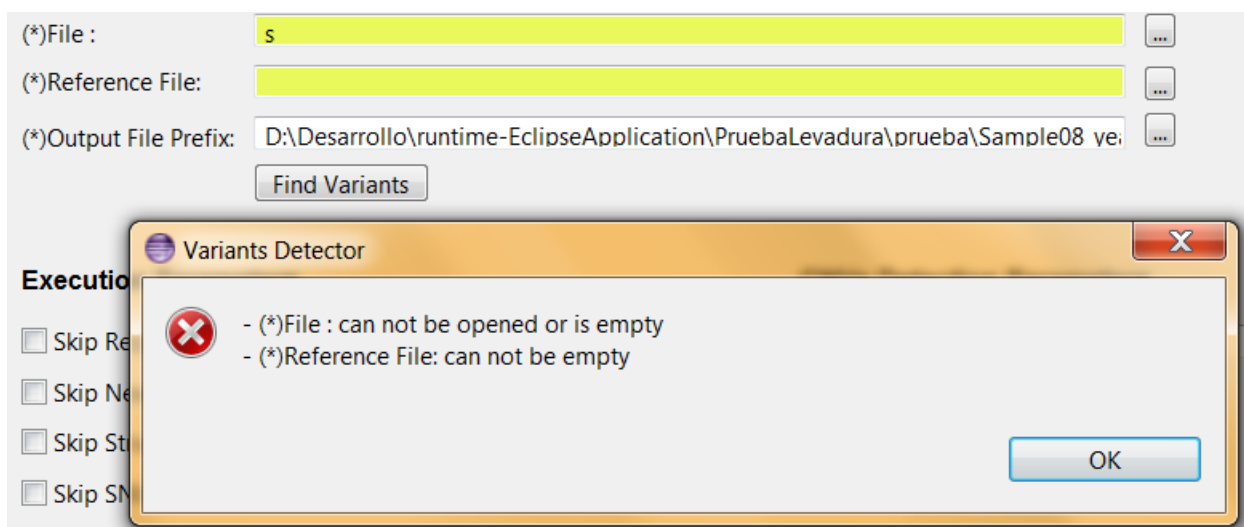 (*)File :
s
...
(*)Reference File:
...
(*)Output File Prefix:
D:\Desarrollo\runtime-EclipseApplication\PruebaLevadura\prueba\Sample08_yea
...
Find Variants
Variants Detector
X
Executio
- (*)File : can not be opened or is empty
- (*)Reference File: can not be empty
Skip Re
Skip Ne
Skip Str
OK
Skip SN